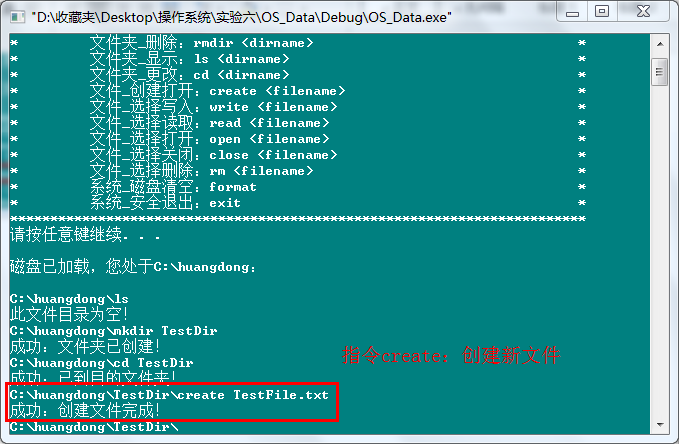 "D:\收藏夹\Desktop\操作系统\实验六\OS_Data\Debug\OS_Data.exe"
* 文件夹_删除：rmdir <dirname> *
* 文件夹_显示：ls <dirname> *
* 文件夹_更改：cd <dirname> *
* 文件_创建打开：create <filename> *
* 文件_选择写入：write <filename> *
* 文件_选择读取：read <filename> *
* 文件_选择打开：open <filename> *
* 文件_选择关闭：close <filename> *
* 文件_选择删除：rm <filename> *
* 系统_磁盘清空：format *
* 系统_安全退出：exit *
************************************************************************
请按任意键继续. . .
磁盘已加载，您处于C:\huangdong：
C:\huangdong\ls
此文件目录为空！
C:\huangdong\mkdir TestDir
成功：文件夹已创建！
C:\huangdong\cd TestDir
成功：已到目的文件夹！
指令create：创建新文件
C:\huangdong\TestDir\create TestFile.txt
成功：创建文件完成！
C:\huangdong\TestDir\